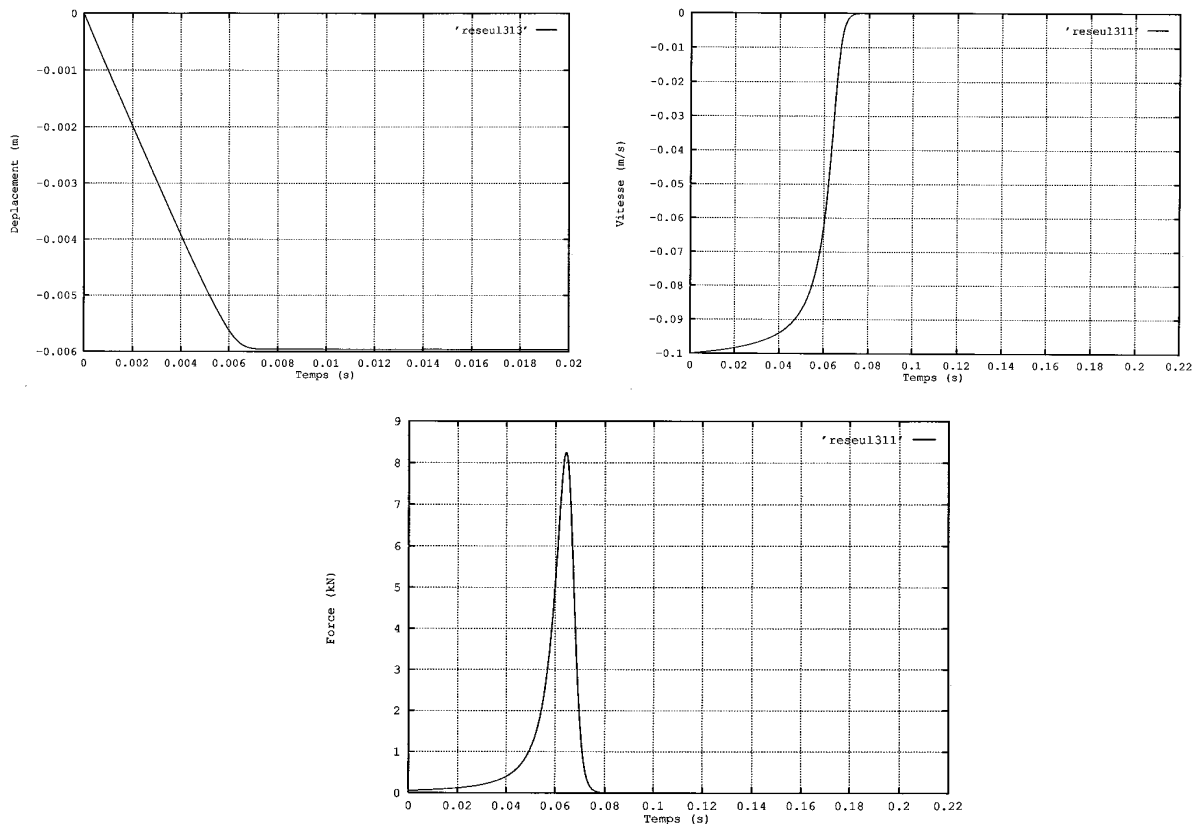 'reseul313'
0
-0.001
-0.002
-0.003
-0.004
-0.005
-0.006
Deplacement (m)
0 0.002 0.004 0.006 0.008 0.01 0.012 0.014 0.016 0.018 0.02
Temps (s)
'reseul311'
0
-0.01
-0.02
-0.03
-0.04
-0.05
-0.06
-0.07
-0.08
-0.09
-0.1
Vitesse (m/s)
0 0.02 0.04 0.06 0.08 0.1 0.12 0.14 0.16 0.18 0.2 0.22
Temps (s)
'reseul311'
9
8
7
6
5
4
3
2
1
0
Force (kN)
0 0.02 0.04 0.06 0.08 0.1 0.12 0.14 0.16 0.18 0.2 0.22
Temps (s)